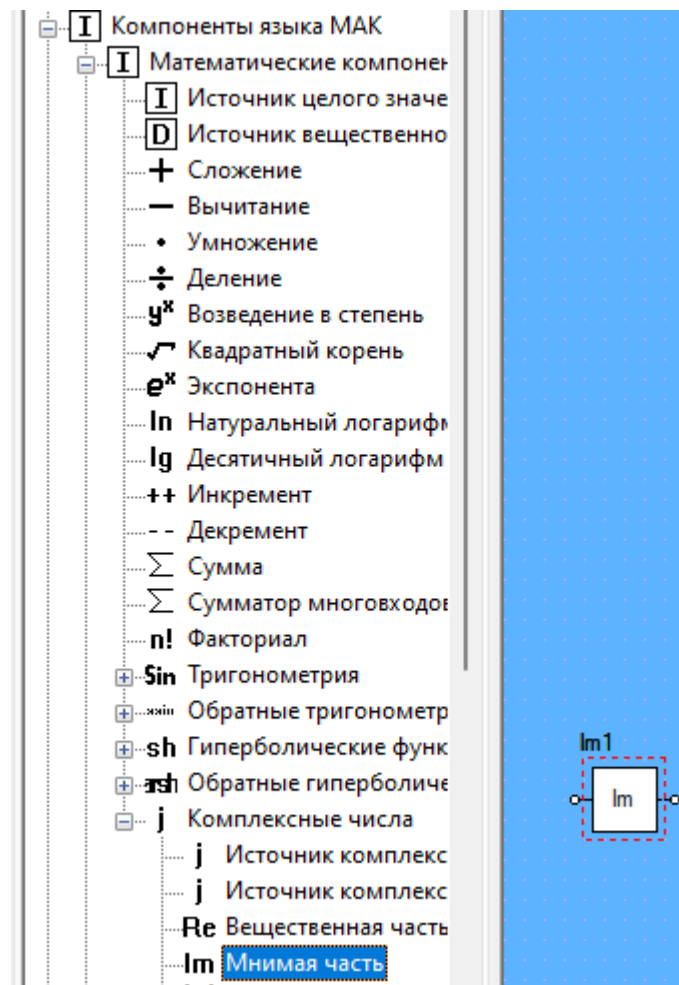 I Компоненты языка МАК
I Математические компонен
I Источник целого значе
D Источник вещественно
+ Сложение
− Вычитание
• Умножение
÷ Деление
yˣ Возведение в степень
√ Квадратный корень
eˣ Экспонента
ln Натуральный логарифм
lg Десятичный логарифм
++ Инкремент
-- Декремент
∑ Сумма
∑ Сумматор многовходов
n! Факториал
Sin Тригонометрия
Обратные тригонометр
sh Гиперболические функ
Обратные гиперболиче
j Комплексные числа
j Источник комплекс
j Источник комплекс
Re Вещественная часть
Im Мнимая часть
Im1
Im